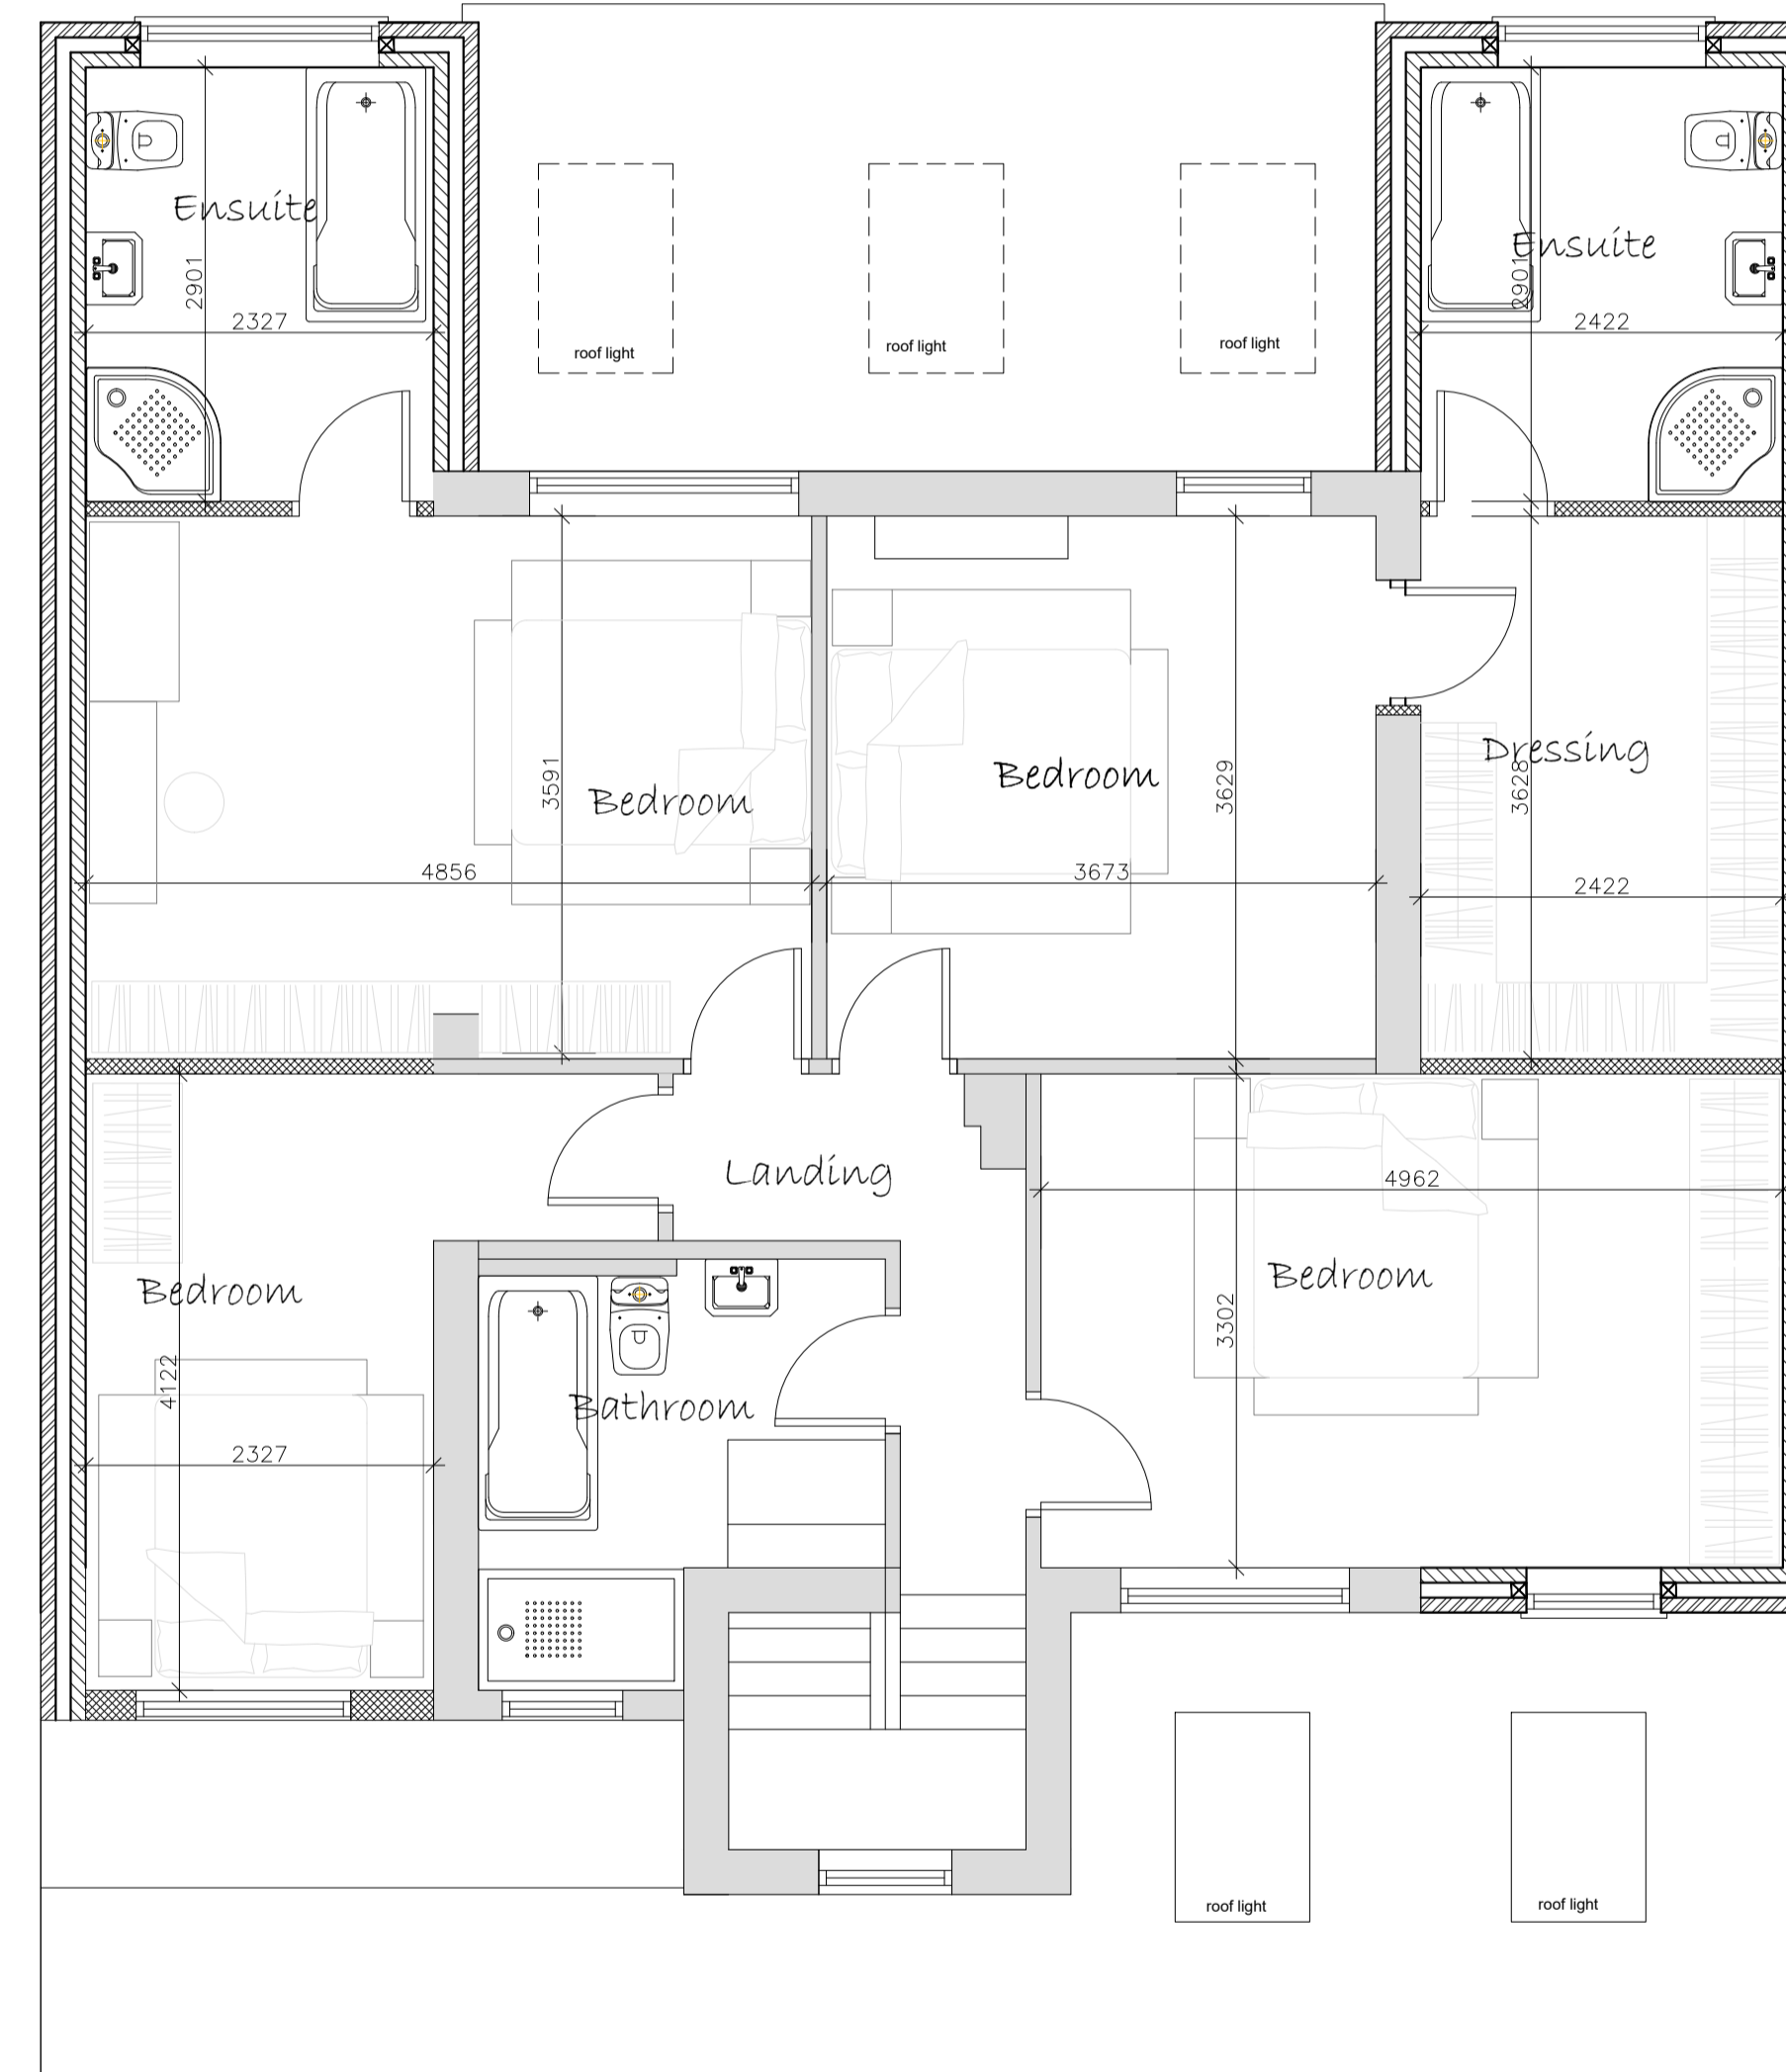 Ensuite
2901
2327
roof light
roof light
roof light
Ensuite
2901
2422
3591
Bedroom
4856
Bedroom
3629
3673
Dressing
3628
2422
Landing
4962
Bedroom
3302
Bedroom
4122
2327
Bathroom
roof light
roof light